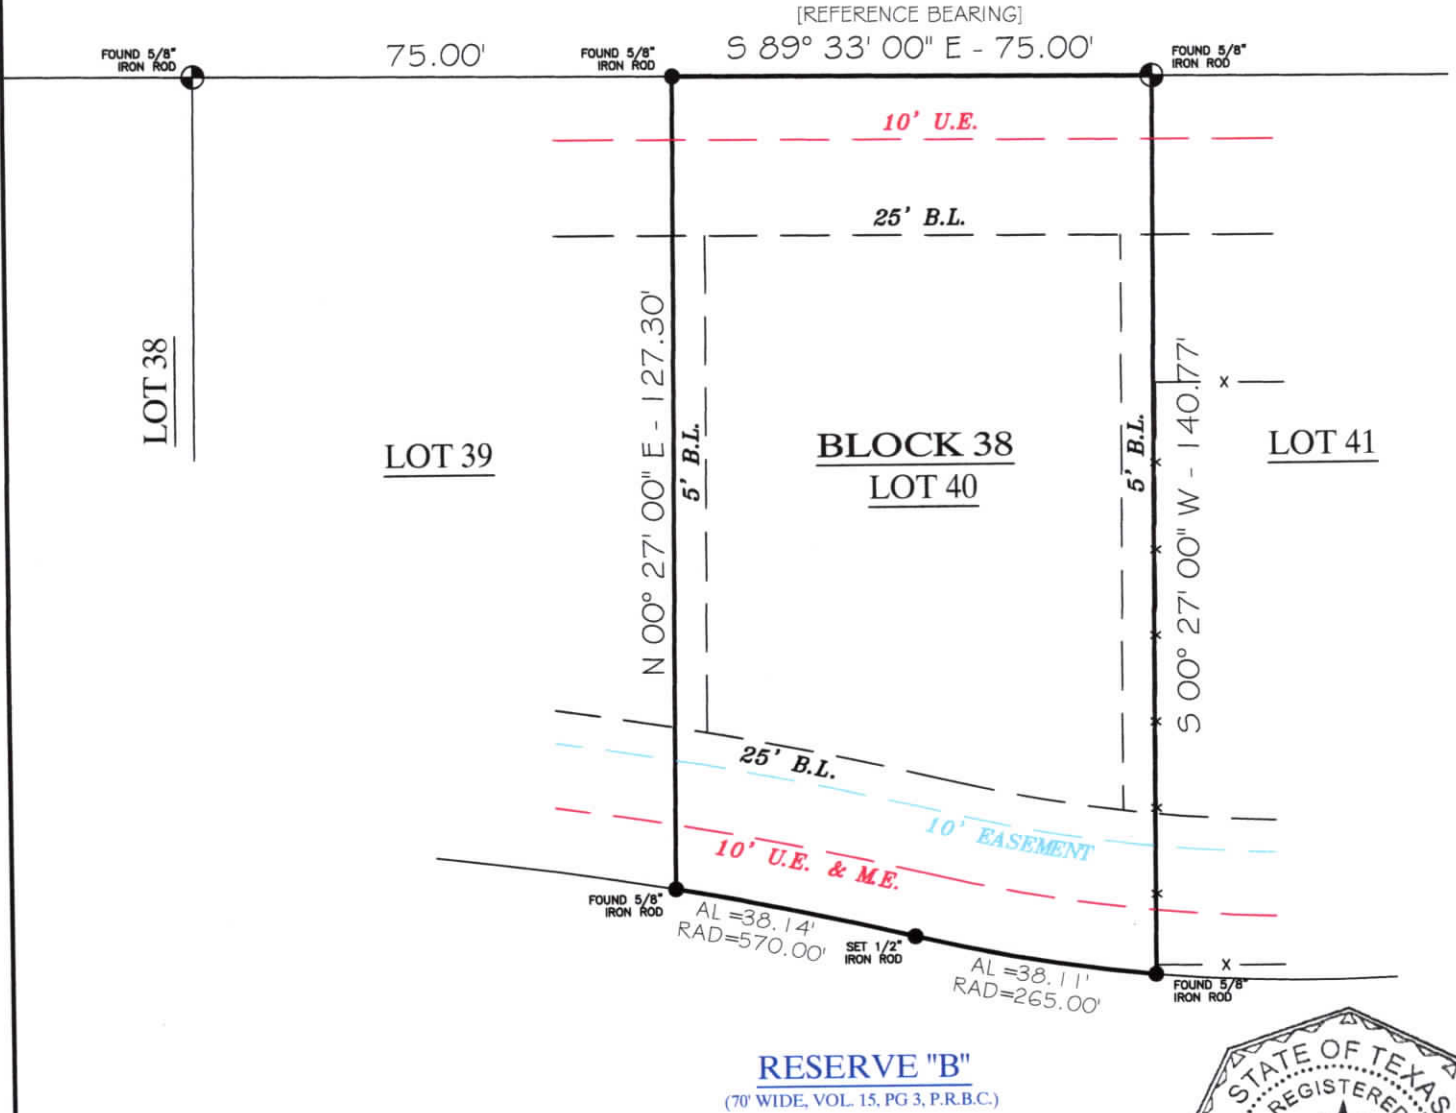 [REFERENCE BEARING]
S 89° 33' 00" E - 75.00'
75.00'
FOUND 5/8"
IRON ROD
FOUND 5/8"
IRON ROD
FOUND 5/8"
IRON ROD
10' U.E.
25' B.L.
LOT 38
LOT 39
N 00° 27' 00" E - 127.30'
5' B.L.
BLOCK 38
LOT 40
5' B.L.
S 00° 27' 00" W - 140.77'
x
LOT 41
25' B.L.
10' EASEMENT
10' U.E. & M.E.
FOUND 5/8"
IRON ROD
AL =38.14'
RAD=570.00'
SET 1/2"
IRON ROD
AL =38.11'
RAD=265.00'
x
FOUND 5/8"
IRON ROD
RESERVE "B"
(70' WIDE, VOL. 15, PG 3, P.R.B.C.)
STATE OF TEXAS
REGISTERE